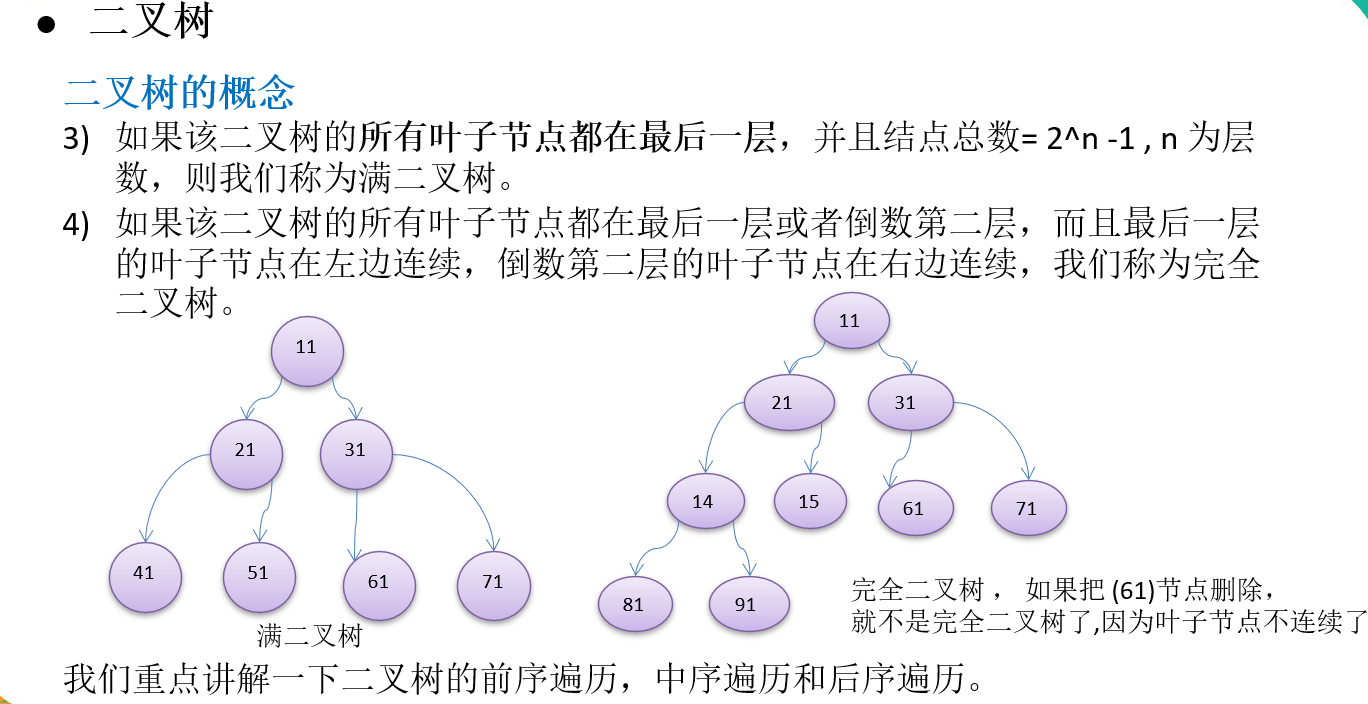 ● 二叉树
二叉树的概念
3) 如果该二叉树的所有叶子节点都在最后一层，并且结点总数= 2^n -1 , n 为层
数，则我们称为满二叉树。
4) 如果该二叉树的所有叶子节点都在最后一层或者倒数第二层，而且最后一层
的叶子节点在左边连续，倒数第二层的叶子节点在右边连续，我们称为完全
二叉树。
11
21 31
41 51 61 71
满二叉树
11
21 31
14 15 61 71
81 91
完全二叉树， 如果把 (61)节点删除，
就不是完全二叉树了,因为叶子节点不连续了
我们重点讲解一下二叉树的前序遍历，中序遍历和后序遍历。